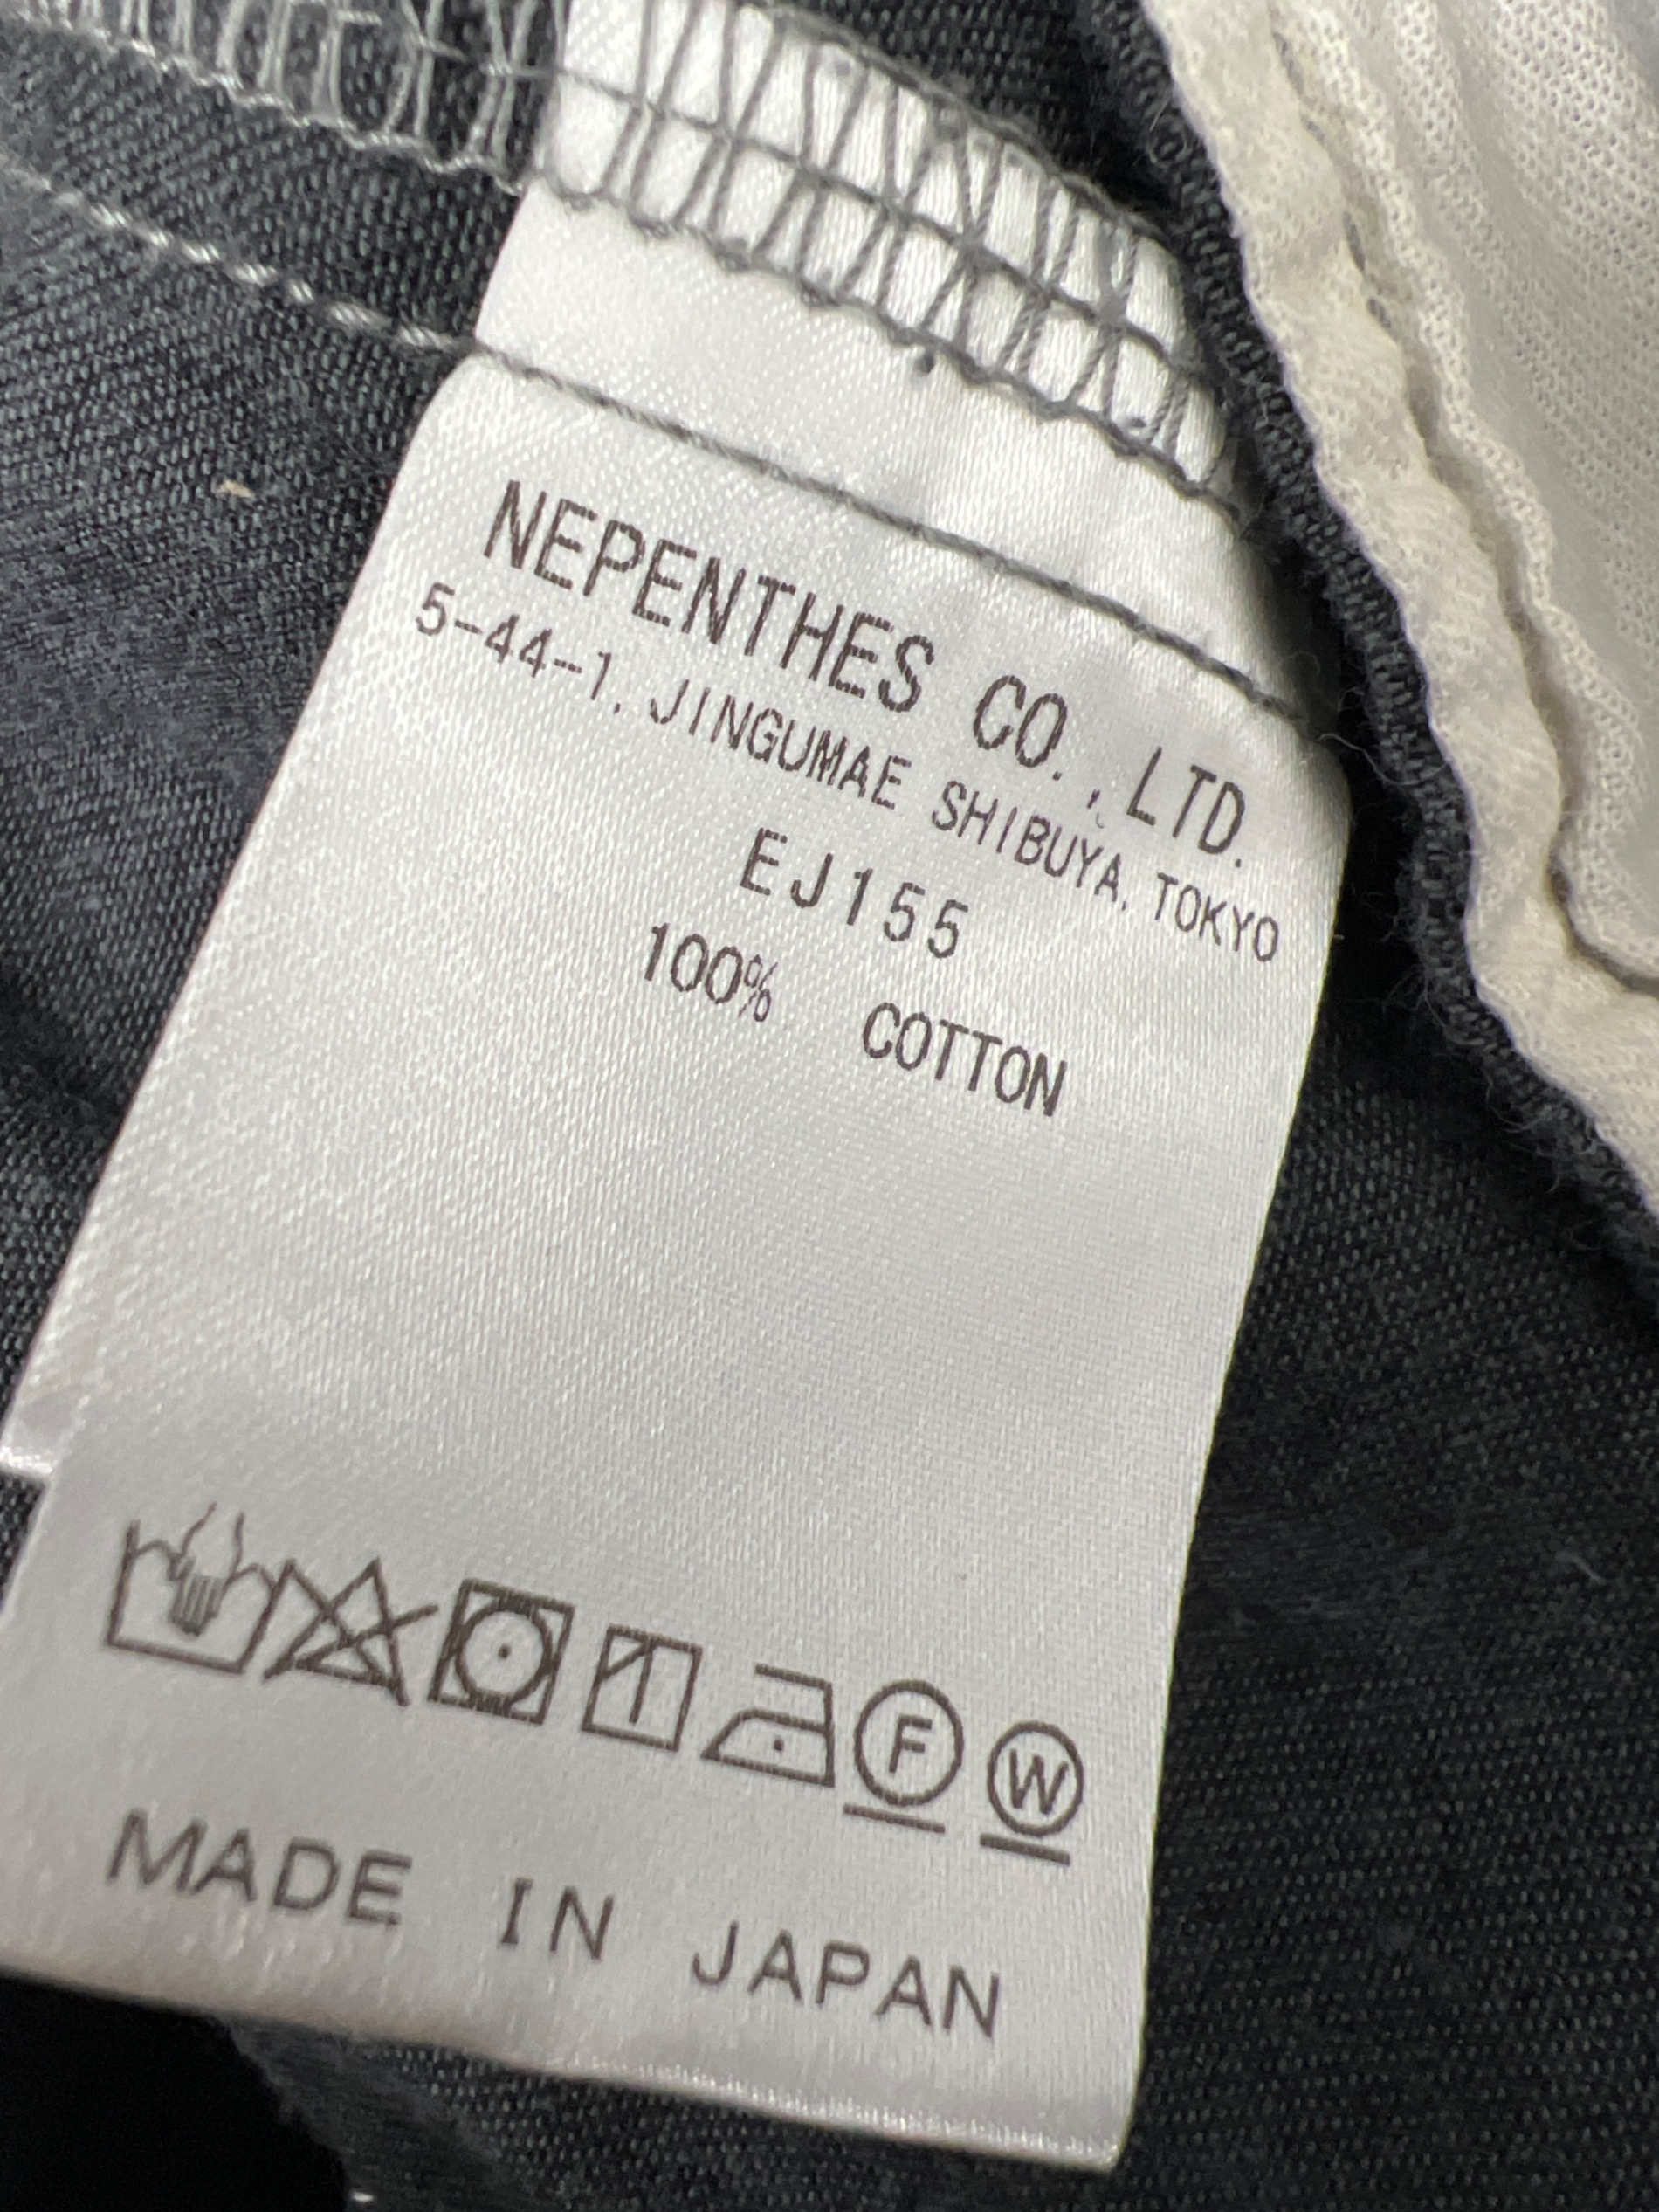 NEPENTHES CO.,LTD.
5-44-1, JINGUMAE SHIBUYA, TOKYO
EJ155
100% COTTON
F W
MADE IN JAPAN